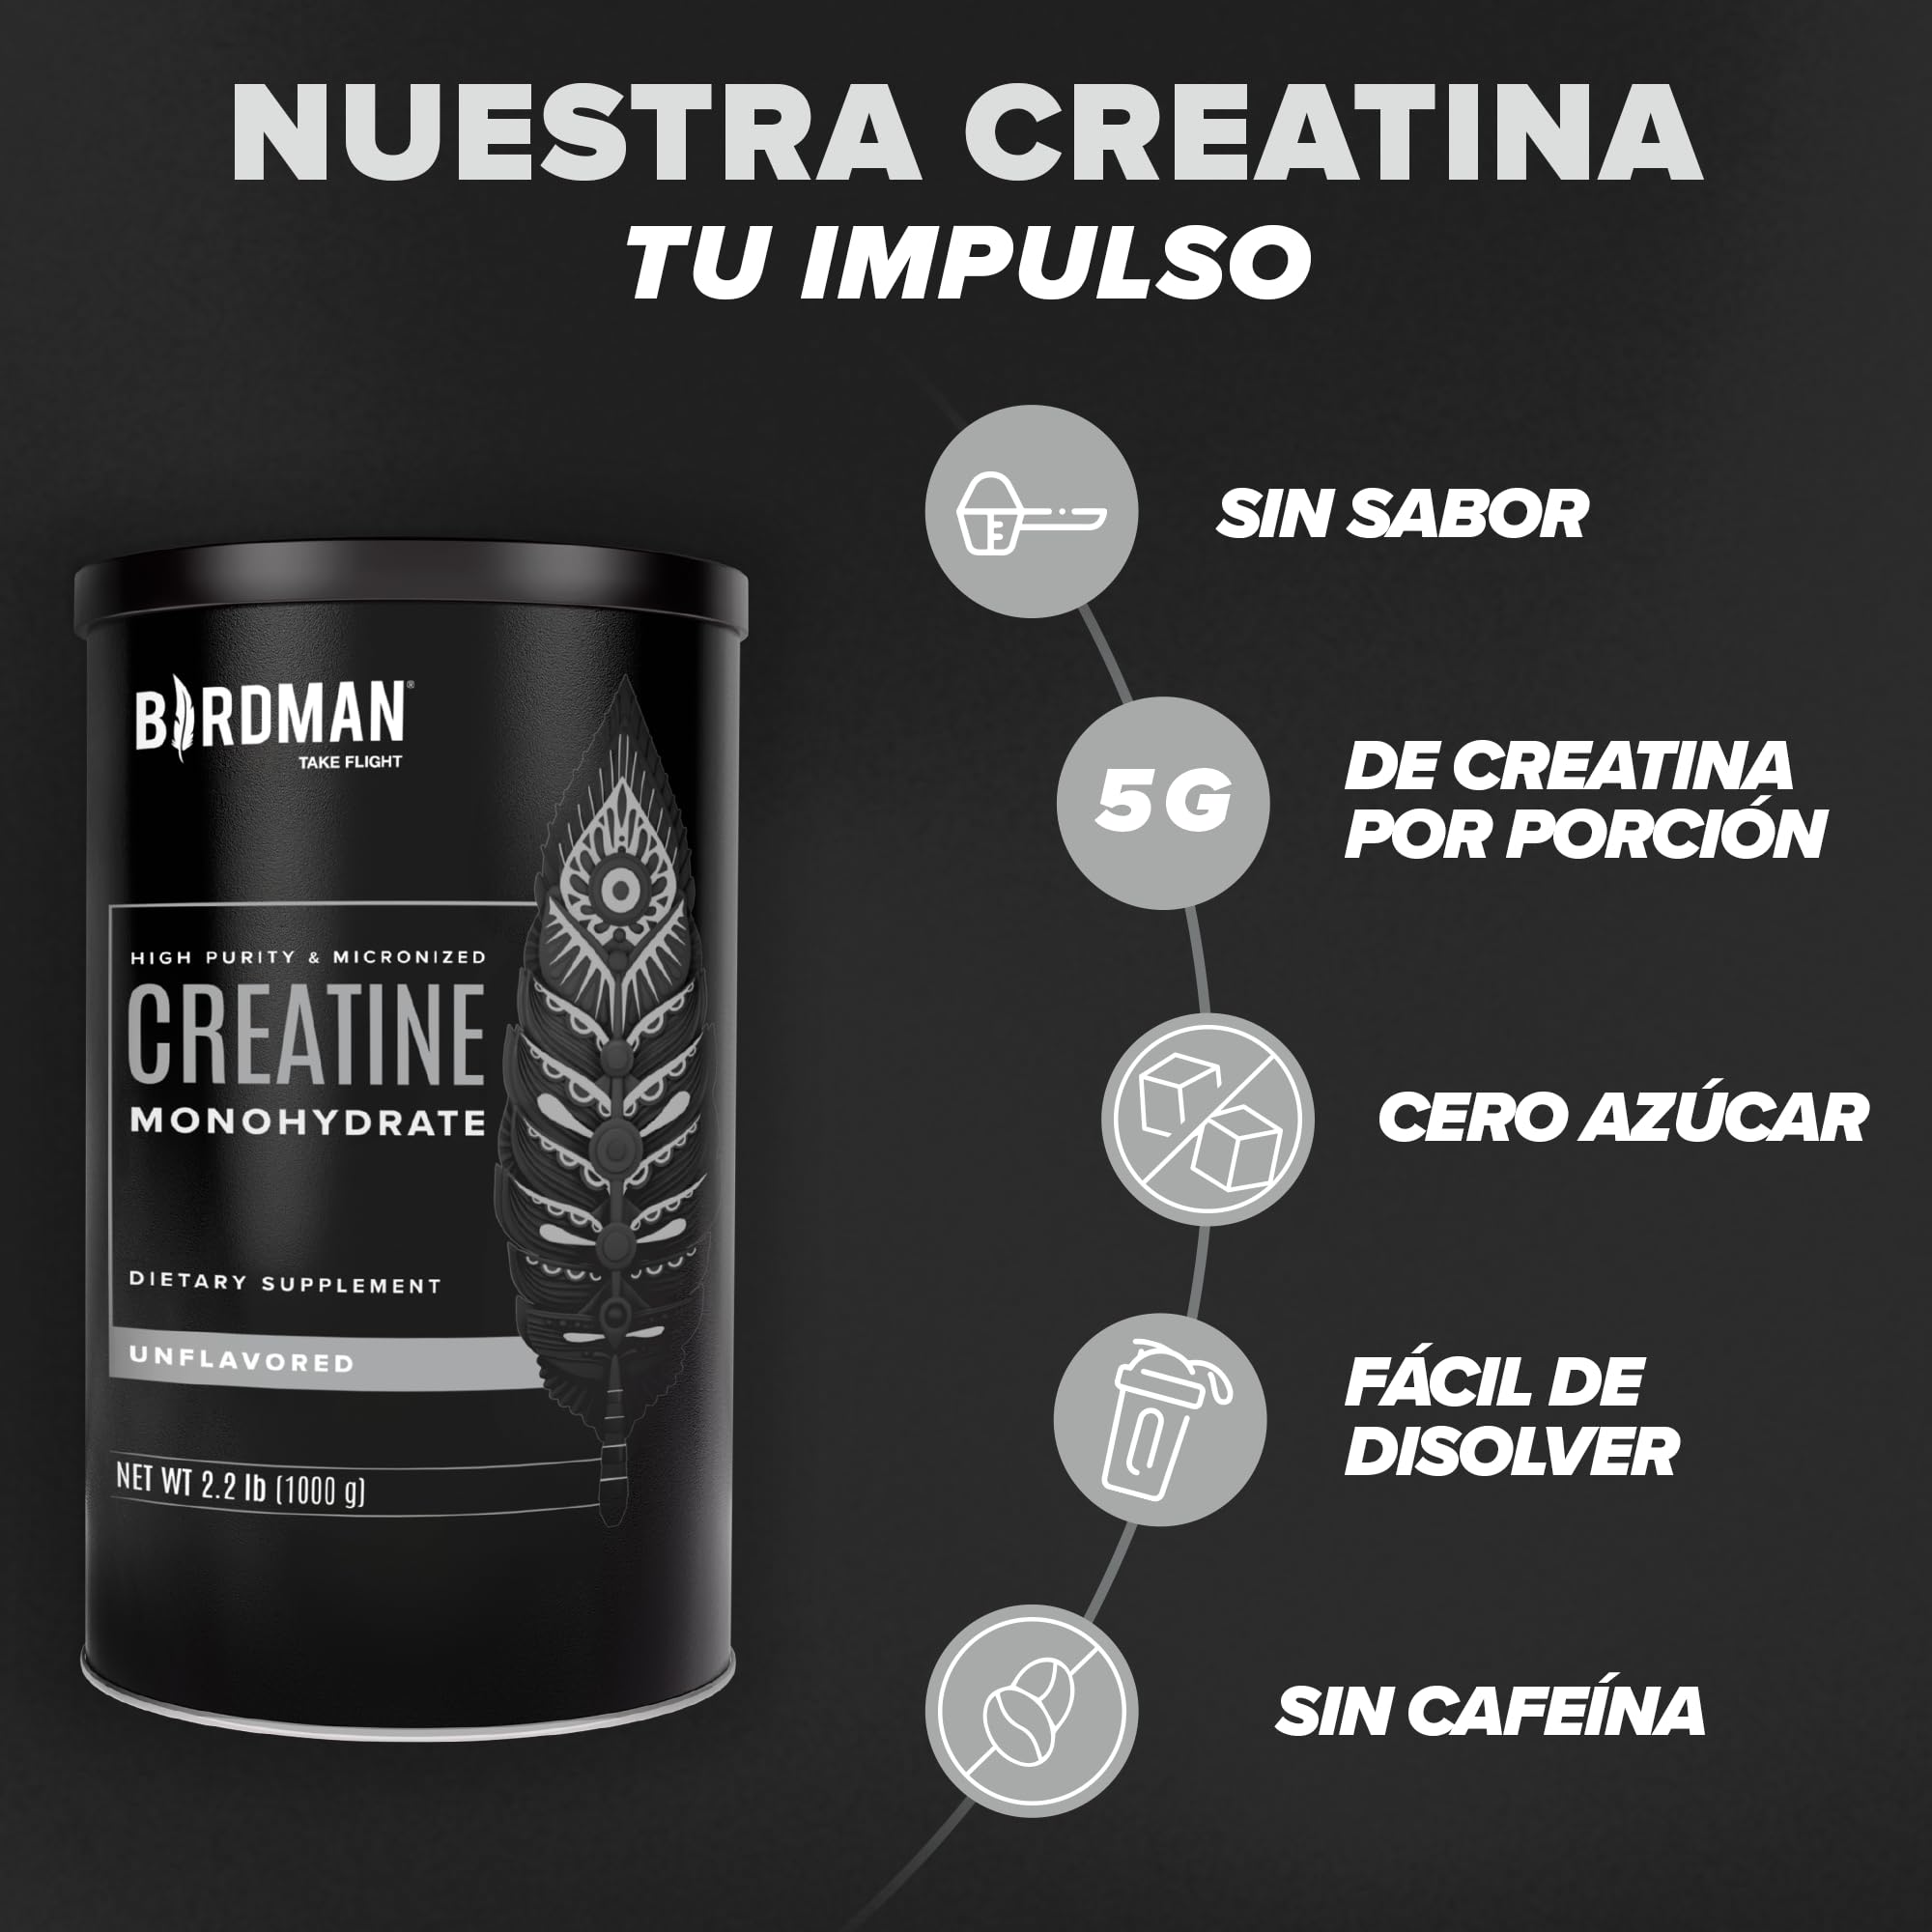 NUESTRA CREATINA
TU IMPULSO
BIRDMAN®
TAKE FLIGHT
HIGH PURITY & MICRONIZED
CREATINE
MONOHYDRATE
DIETARY SUPPLEMENT
UNFLAVORED
NET WT 2.2 lb (1000 g)
SIN SABOR
5G
DE CREATINA
POR PORCIÓN
CERO AZÚCAR
FÁCIL DE
DISOLVER
SIN CAFEÍNA